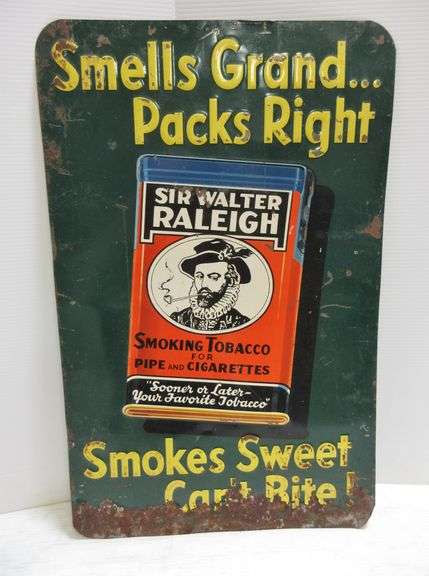 Smells Grand...
Packs Right
SIR WALTER
RALEIGH
SMOKING TOBACCO
FOR
PIPE AND CIGARETTES
"Sooner or Later-
Your Favorite Tobacco"
Smokes Sweet
Can't Bite!